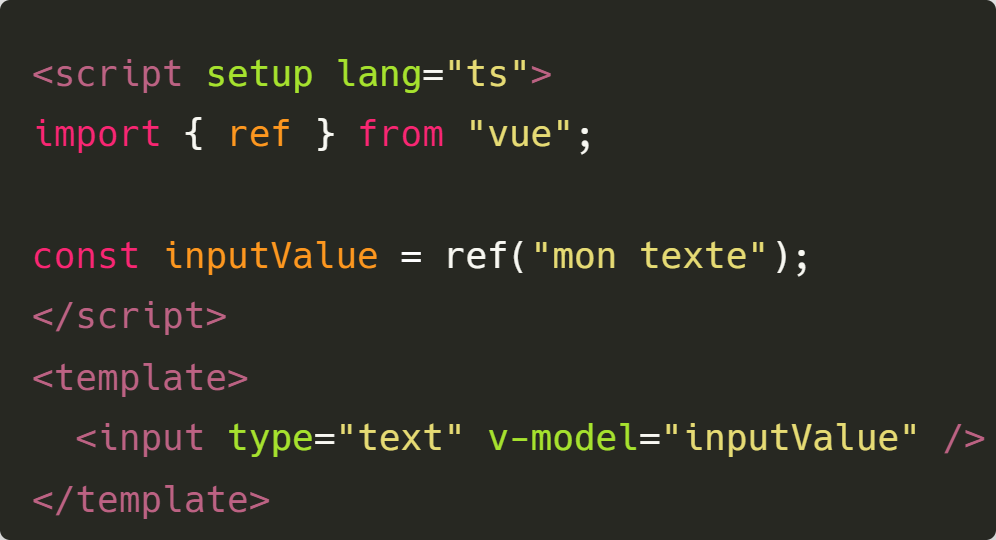 <script setup lang="ts">
import { ref } from "vue";

const inputValue = ref("mon texte");
</script>
<template>
  <input type="text" v-model="inputValue" />
</template>